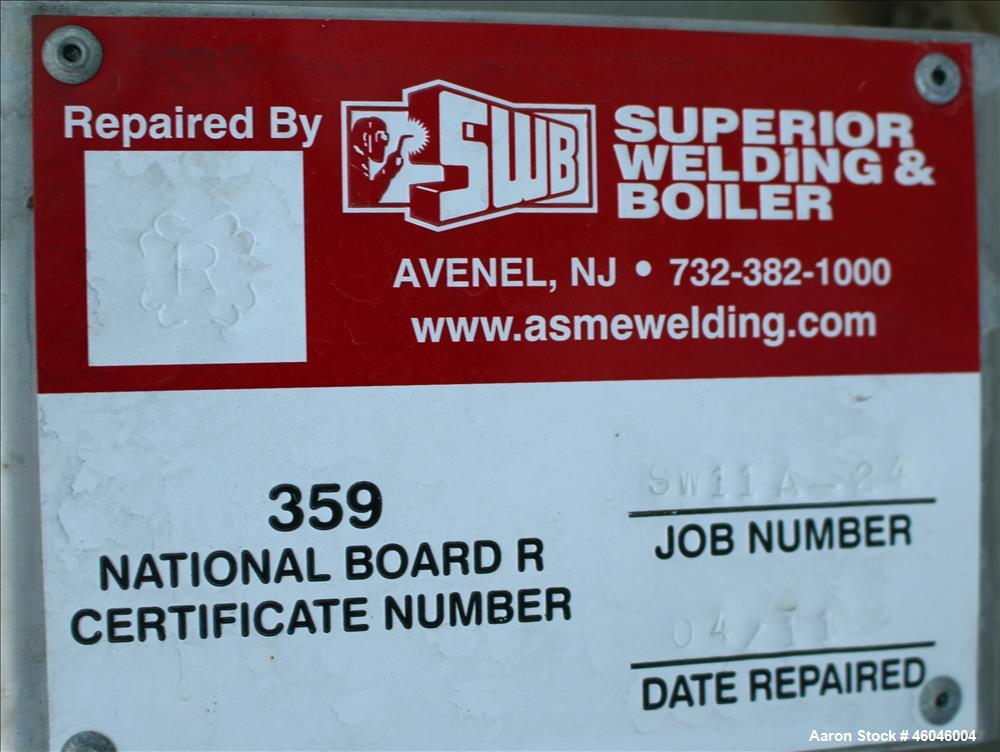 Repaired By
R
SWB
SUPERIOR
WELDING &
BOILER
AVENEL, NJ • 732-382-1000
www.asmewelding.com
359
NATIONAL BOARD R
CERTIFICATE NUMBER
SW11A-24
JOB NUMBER
04/11
DATE REPAIRED
Aaron Stock # 46046004